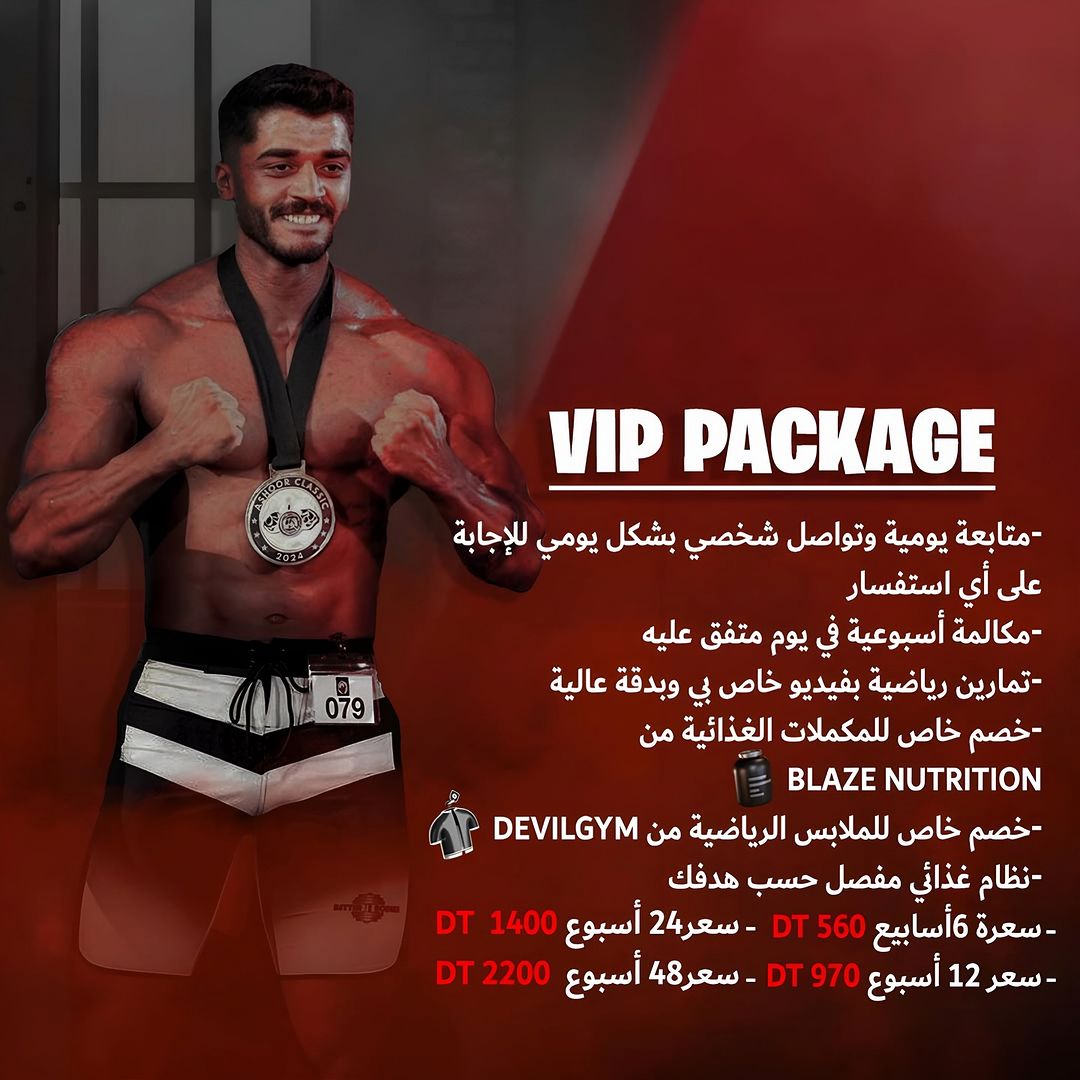 VIP PACKAGE
-متابعة يومية وتواصل شخصي بشكل يومي للإجابة
على أي استفسار
-مكالمة أسبوعية في يوم متفق عليه
-تمارين رياضية بفيديو خاص بي وبدقة عالية
-خصم خاص للمكملات الغذائية من
BLAZE NUTRITION
-خصم خاص للملابس الرياضية من DEVILGYM
-نظام غذائي مفصل حسب هدفك
-سعرة 6أسابيع 560 DT -سعر24 أسبوع 1400 DT
-سعر 12 أسبوع 970 DT -سعر48 أسبوع 2200 DT
ASHOOR CLASSIC
2024
079